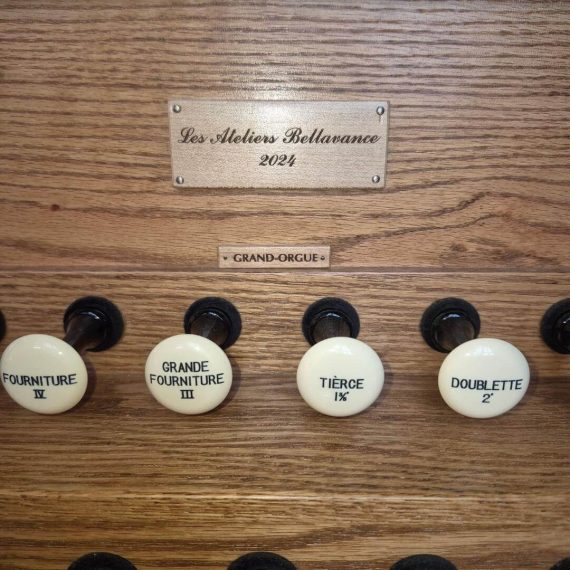 Les Ateliers Bellavance
2024
GRAND-ORGUE
FOURNITURE
IV
GRANDE
FOURNITURE
III
TIÈRCE
1⅗'
DOUBLETTE
2'